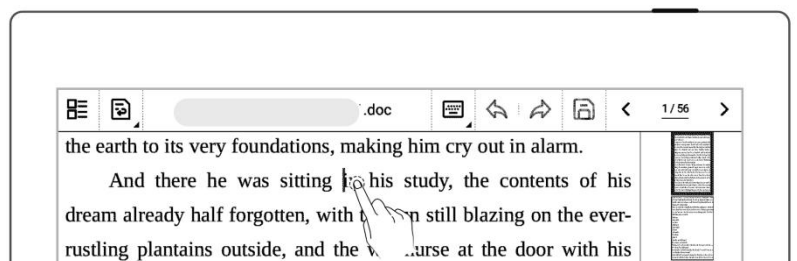 .doc
1 / 56
the earth to its very foundations, making him cry out in alarm.
And there he was sitting his study, the contents of his
dream already half forgotten, with still blazing on the ever-
rustling plantains outside, and the at the door with his